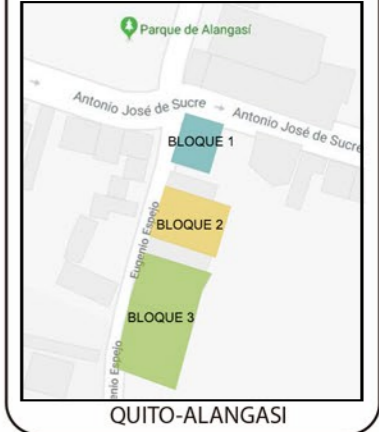 Parque de Alangasí
Antonio José de Sucre
Antonio José de Sucre
BLOQUE 1
BLOQUE 2
Eugenio Espejo
BLOQUE 3
enio Espejo
QUITO-ALANGASI